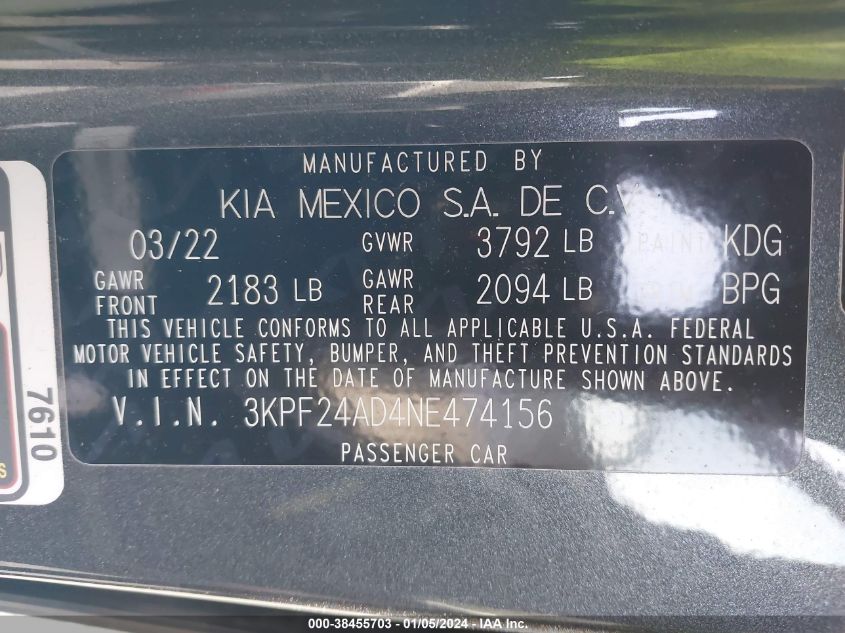 MANUFACTURED BY
KIA MEXICO S.A. DE C.V
03/22 GVWR 3792 LB PAINT KDG
GAWR FRONT 2183 LB GAWR REAR 2094 LB TRIM BPG
THIS VEHICLE CONFORMS TO ALL APPLICABLE U.S.A. FEDERAL
MOTOR VEHICLE SAFETY, BUMPER, AND THEFT PREVENTION STANDARDS
IN EFFECT ON THE DATE OF MANUFACTURE SHOWN ABOVE.
V.I.N. 3KPF24AD4NE474156
PASSENGER CAR
7610
000-38455703 - 01/05/2024 - IAA Inc.